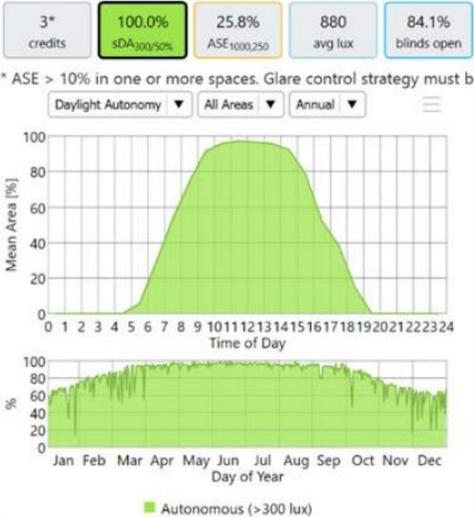 3* 100.0% 25.8% 880 84.1%
credits sDA300/50% ASE1000,250 avg lux blinds open
* ASE > 10% in one or more spaces. Glare control strategy must b
Daylight Autonomy ▼ All Areas ▼ Annual ▼
Mean Area [%]
100
80
60
40
20
0
0 1 2 3 4 5 6 7 8 9 10 11 12 13 14 15 16 17 18 19 20 21 22 23 24
Time of Day
%
100
80
60
40
20
0
Jan Feb Mar Apr May Jun Jul Aug Sep Oct Nov Dec
Day of Year
Autonomous (>300 lux)